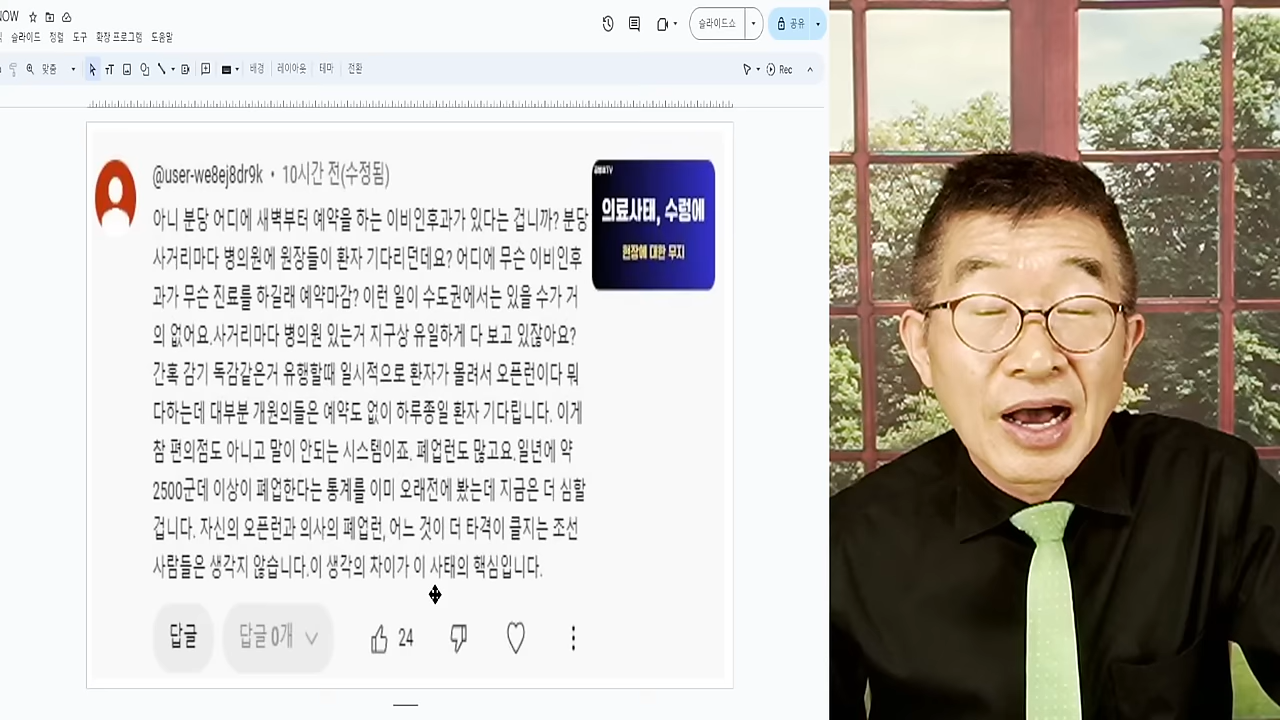 NOW
슬라이드 정렬 도구 확장 프로그램 도움말
슬라이드쇼
공유
맞춤
배경 레이아웃 테마 전환
Rec
@user-we8ej8dr9k • 10시간 전(수정됨)
아니 분당 어디에 새벽부터 예약을 하는 이비인후과가 있다는 겁니까? 분당
사거리마다 병의원에 원장들이 환자 기다리던데요? 어디에 무슨 이비인후
과가 무슨 진료를 하길래 예약마감? 이런 일이 수도권에서는 있을 수가 거
의 없어요.사거리마다 병의원 있는거 지구상 유일하게 다 보고 있잖아요?
간혹 감기 독감같은거 유행할때 일시적으로 환자가 몰려서 오픈런이다 뭐
다하는데 대부분 개원의들은 예약도 없이 하루종일 환자 기다립니다. 이게
참 편의점도 아니고 말이 안되는 시스템이죠. 폐업런도 많고요.일년에 약
2500군데 이상이 폐업한다는 통계를 이미 오래전에 봤는데 지금은 더 심할
겁니다. 자신의 오픈런과 의사의 폐업런, 어느 것이 더 타격이 클지는 조선
사람들은 생각지 않습니다.이 생각의 차이가 이 사태의 핵심입니다.
의료사태, 수렁에
현장에 대한 무지
답글
답글 0개
24